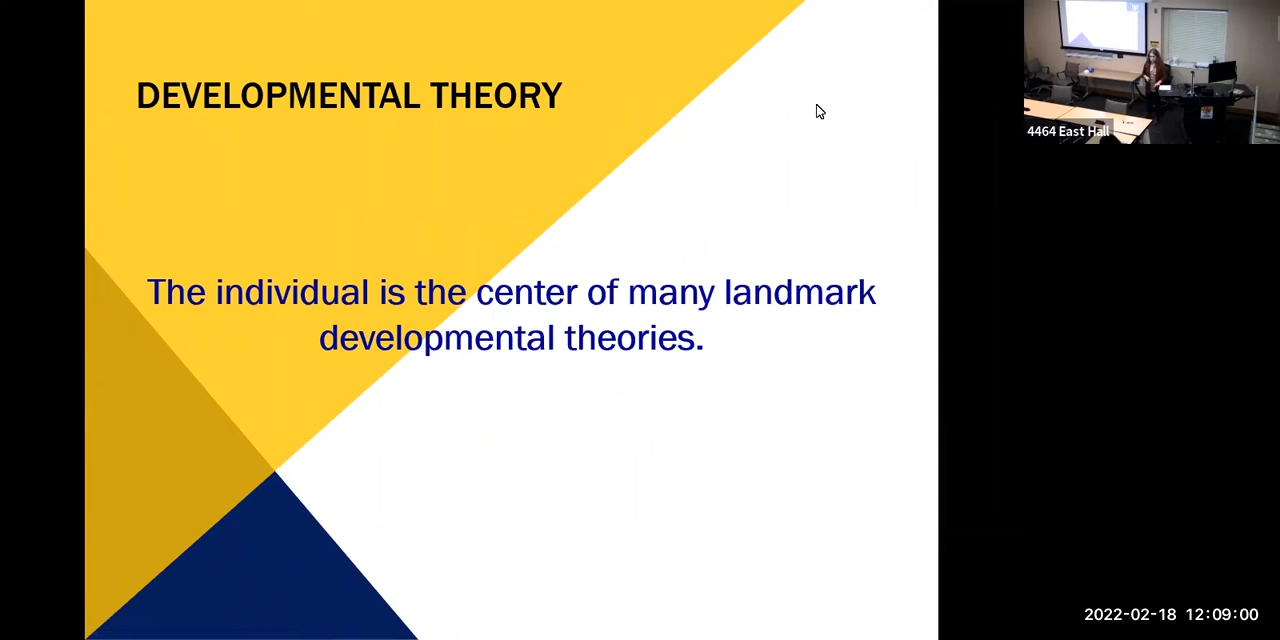 DEVELOPMENTAL THEORY
The individual is the center of many landmark
developmental theories.
4464 East Hall
2022-02-18 12:09:00